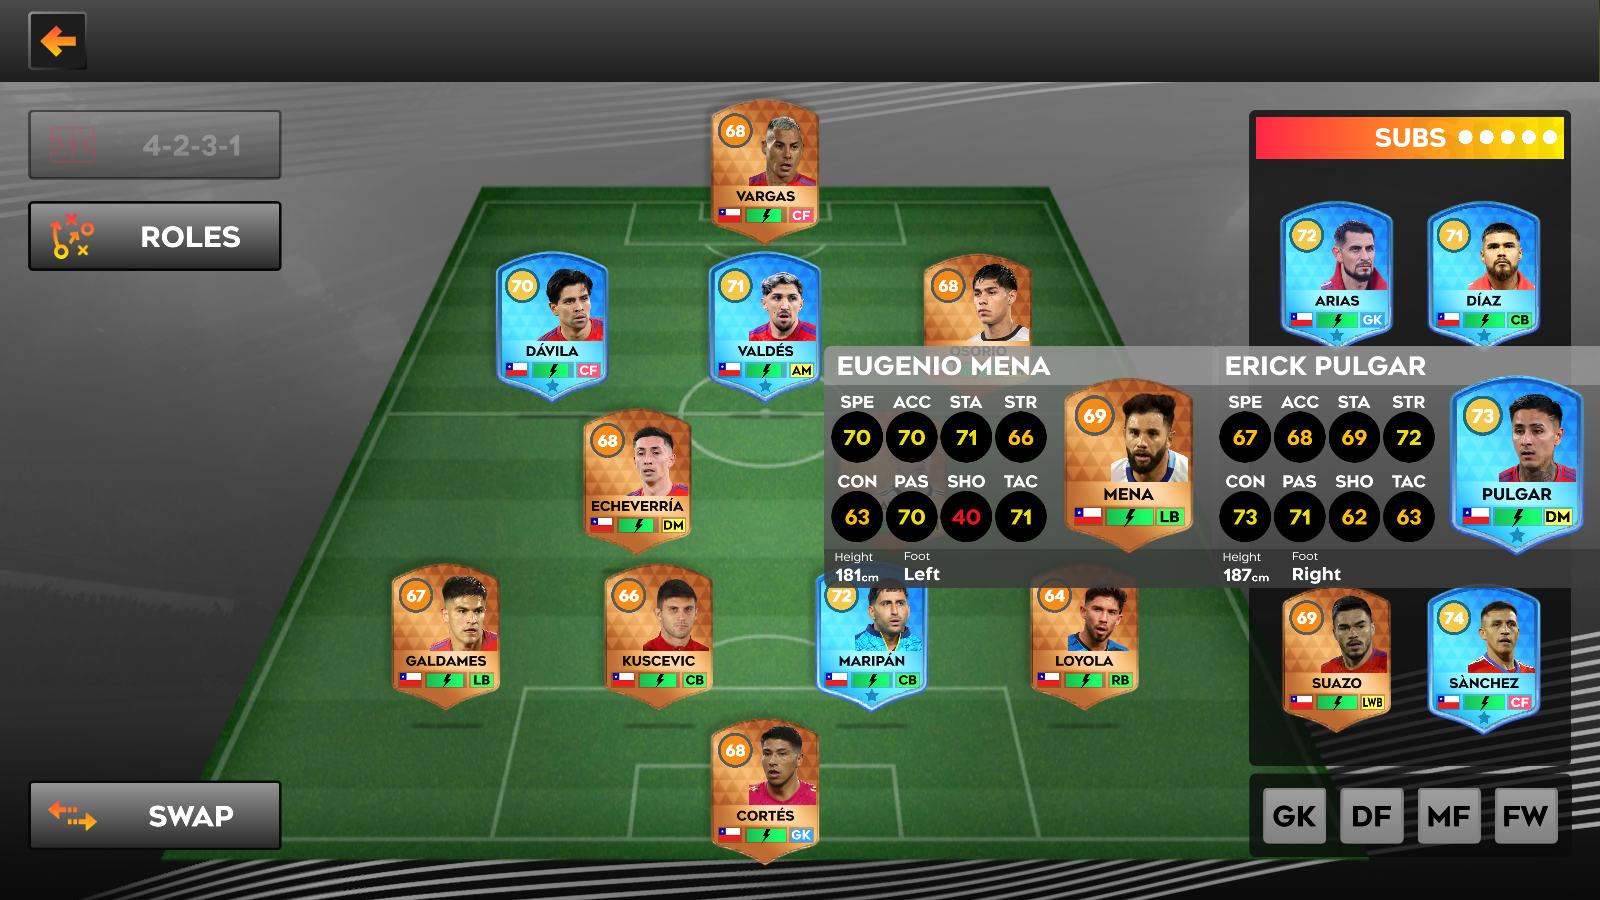 4-2-3-1
ROLES
SWAP
68
VARGAS
CF
70
DÁVILA
CF
71
VALDÉS
AM
68
OSORIO
68
ECHEVERRÍA
DM
67
GALDAMES
LB
66
KUSCEVIC
CB
72
MARIPÁN
CB
64
LOYOLA
RB
68
CORTÉS
GK
SUBS
72
ARIAS
GK
71
DÍAZ
CB
EUGENIO MENA
SPE ACC STA STR
70 70 71 66
CON PAS SHO TAC
63 70 40 71
Height Foot
181cm Left
69
MENA
LB
ERICK PULGAR
SPE ACC STA STR
67 68 69 72
CON PAS SHO TAC
73 71 62 63
Height Foot
187cm Right
73
PULGAR
DM
69
SUAZO
LWB
74
SÀNCHEZ
CF
GK DF MF FW